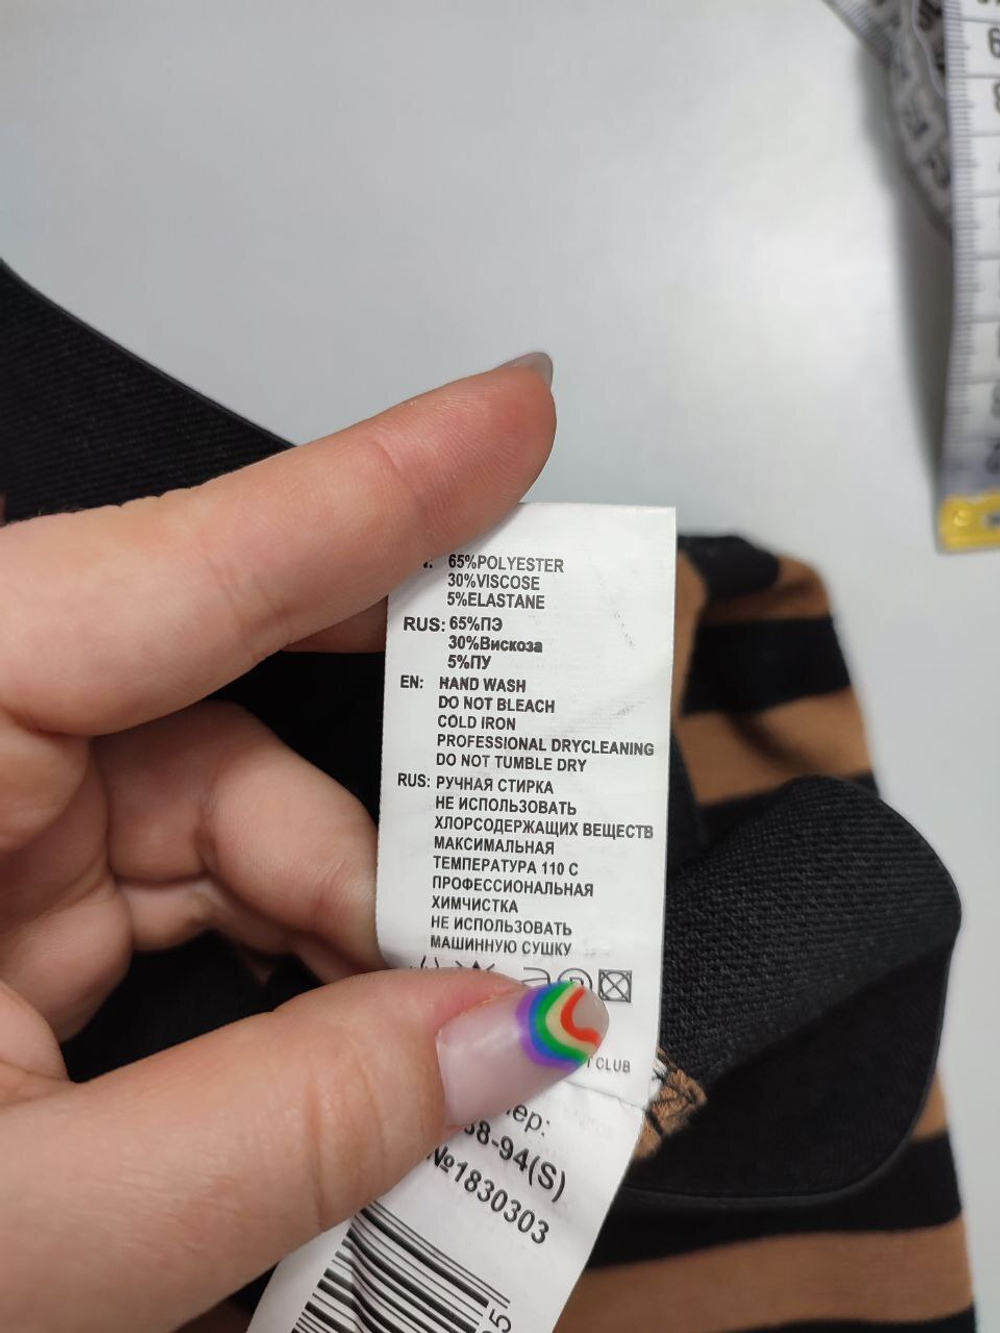 65%POLYESTER
30%VISCOSE
5%ELASTANE
RUS: 65%ПЭ
30%Вискоза
5%ПУ
EN: HAND WASH
DO NOT BLEACH
COLD IRON
PROFESSIONAL DRYCLEANING
DO NOT TUMBLE DRY
RUS: РУЧНАЯ СТИРКА
НЕ ИСПОЛЬЗОВАТЬ
ХЛОРСОДЕРЖАЩИХ ВЕЩЕСТВ
МАКСИМАЛЬНАЯ
ТЕМПЕРАТУРА 110 С
ПРОФЕССИОНАЛЬНАЯ
ХИМЧИСТКА
НЕ ИСПОЛЬЗОВАТЬ
МАШИННУЮ СУШКУ
CLUB
88-94(S)
№1830303